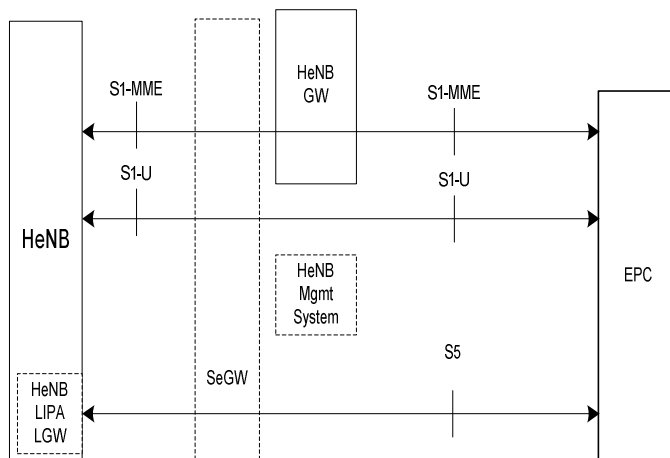 HeNB
GW
S1-MME
S1-MME
S1-U
S1-U
HeNB
HeNB
Mgmt
System
EPC
S5
SeGW
HeNB
LIPA
LGW